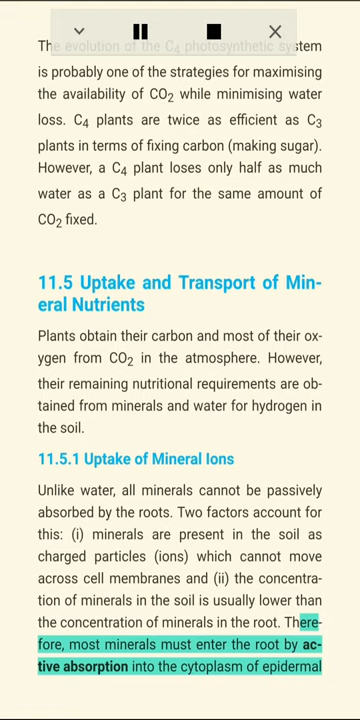 The evolution of the C₄ photosynthetic system
is probably one of the strategies for maximising
the availability of CO₂ while minimising water
loss. C₄ plants are twice as efficient as C₃
plants in terms of fixing carbon (making sugar).
However, a C₄ plant loses only half as much
water as a C₃ plant for the same amount of
CO₂ fixed.
11.5 Uptake and Transport of Min-
eral Nutrients
Plants obtain their carbon and most of their ox-
ygen from CO₂ in the atmosphere. However,
their remaining nutritional requirements are ob-
tained from minerals and water for hydrogen in
the soil.
11.5.1 Uptake of Mineral Ions
Unlike water, all minerals cannot be passively
absorbed by the roots. Two factors account for
this: (i) minerals are present in the soil as
charged particles (ions) which cannot move
across cell membranes and (ii) the concentra-
tion of minerals in the soil is usually lower than
the concentration of minerals in the root. There-
fore, most minerals must enter the root by ac-
tive absorption into the cytoplasm of epidermal